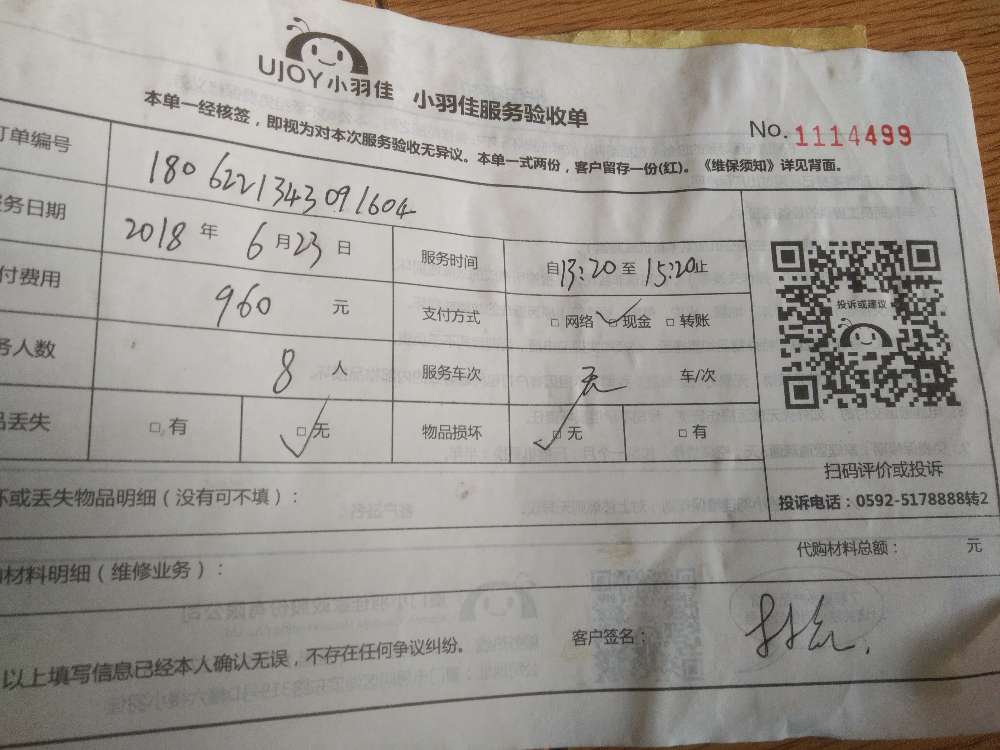 UJOY小羽佳 小羽佳服务验收单
No. 1114499
本单一经核签，即视为对本次服务验收无异议。本单一式两份，客户留存一份(红)。《维保须知》详见背面。
订单编号 1806221343091604
务日期 2018 年 6 月 23 日 服务时间 自 13:20 至 15:20 止
付费用 960 元 支付方式 □ 网络 ☑ 现金 □ 转账
务人数 8 人 服务车次 无 车/次
品丢失 □ 有 ☑ 无 物品损坏 ☑ 无 □ 有
投诉或建议
扫码评价或投诉
投诉电话：0592-5178888转2
坏或丢失物品明细（没有可不填）：
代购材料总额： 元
材料明细（维修业务）：
以上填写信息已经本人确认无误，不存在任何争议纠纷。 客户签名：